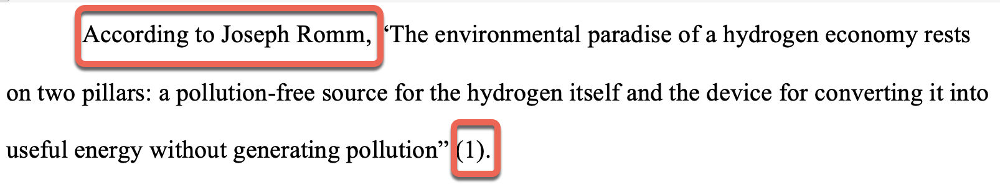 According to Joseph Romm, “The environmental paradise of a hydrogen economy rests
on two pillars: a pollution-free source for the hydrogen itself and the device for converting it into
useful energy without generating pollution” (1).